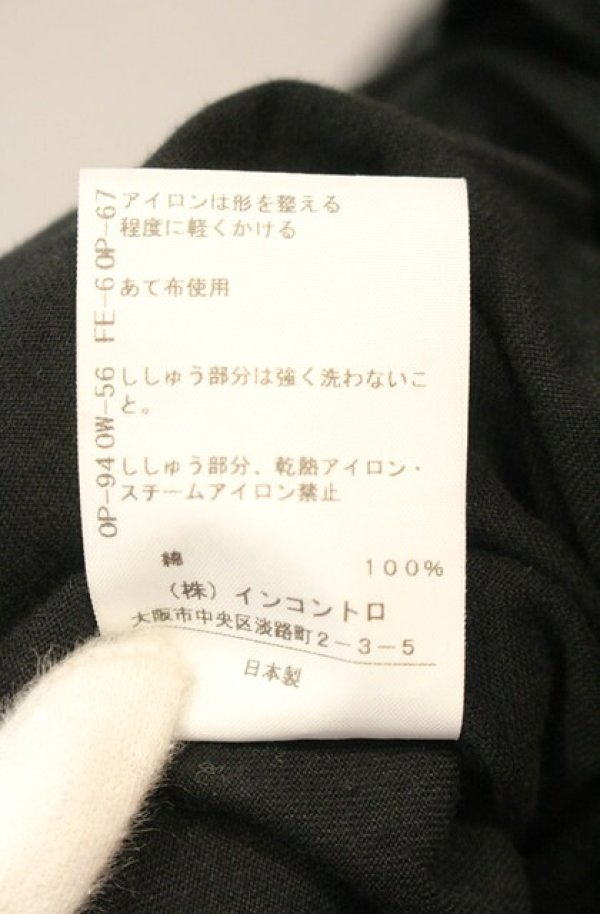 アイロンは形を整える
程度に軽くかける
あて布使用
ししゅう部分は強く洗わないこ
と。
ししゅう部分、乾熱アイロン・
スチームアイロン禁止
綿 100%
(株)インコントロ
大阪市中央区淡路町2-3-5
日本製
OP-94 OW-56 FE-6 OP-67